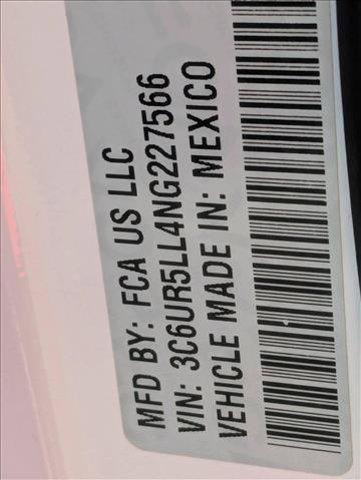 MFD BY: FCA US LLC
VIN: 3C6UR5LL4NG227566
VEHICLE MADE IN: MEXICO